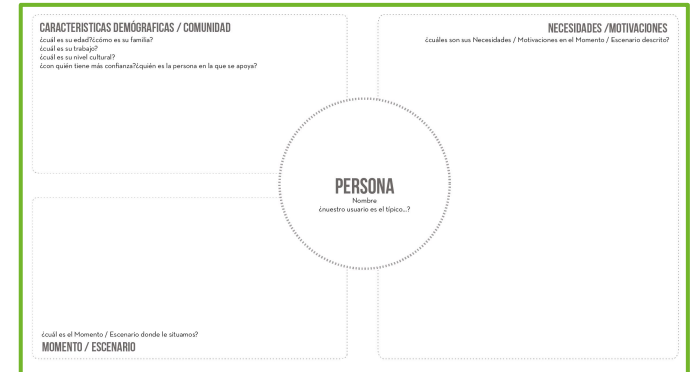 CARACTERISTICAS DEMÓGRAFICAS / COMUNIDAD
¿cuál es su edad?¿cómo es su familia?
¿cuál es su trabajo?
¿cuál es su nivel cultural?
¿con quién tiene más confianza?¿quién es la persona en la que se apoya?
NECESIDADES /MOTIVACIONES
¿cuáles son sus Necesidades / Motivaciones en el Momento / Escenario descrito?
PERSONA
Nombre
¿nuestro usuario es el típico...?
¿cuál es el Momento / Escenario donde le situamos?
MOMENTO / ESCENARIO